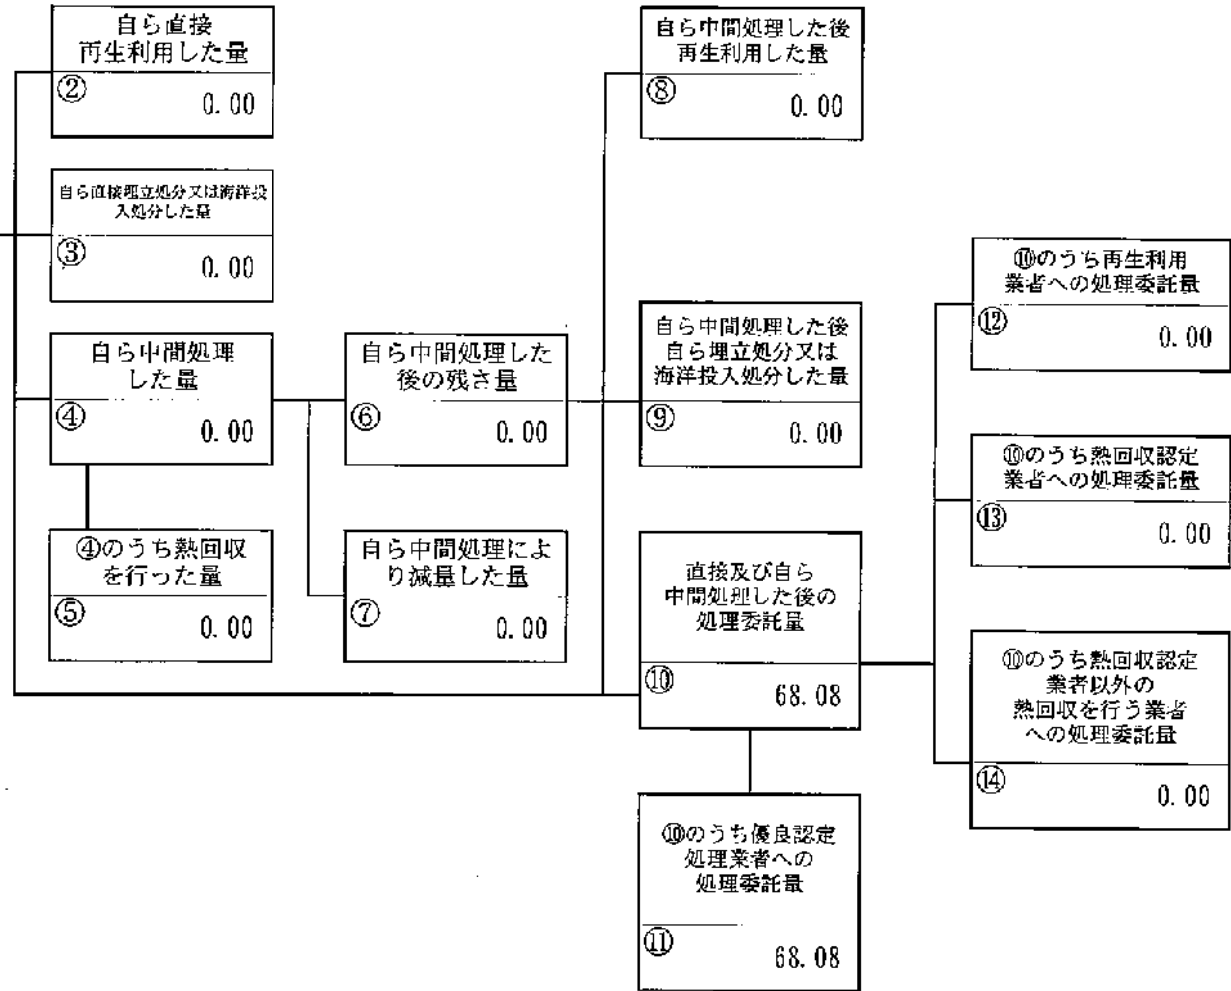 自ら直接
再生利用した量
②
0.00
自ら直接埋立処分又は海洋投
入処分した量
③
0.00
自ら中間処理
した量
④
0.00
④のうち熱回収
を行った量
⑤
0.00
自ら中間処理した
後の残さ量
⑥
0.00
自ら中間処理によ
り減量した量
⑦
0.00
自ら中間処理した後
再生利用した量
⑧
0.00
自ら中間処理した後
自ら埋立処分又は
海洋投入処分した量
⑨
0.00
直接及び自ら
中間処理した後の
処理委託量
⑩
68.08
⑩のうち優良認定
処理業者への
処理委託量
⑪
68.08
⑩のうち再生利用
業者への処理委託量
⑫
0.00
⑩のうち熱回収認定
業者への処理委託量
⑬
0.00
⑩のうち熱回収認定
業者以外の
熱回収を行う業者
への処理委託量
⑭
0.00